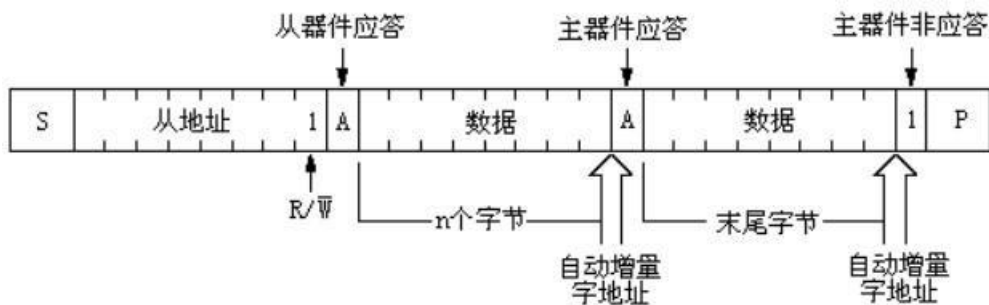 从器件应答 主器件应答 主器件非应答
S 从地址 1 A 数据 A 数据 1 P
R/W̅
n个字节 末尾字节
自动增量 自动增量
字地址 字地址